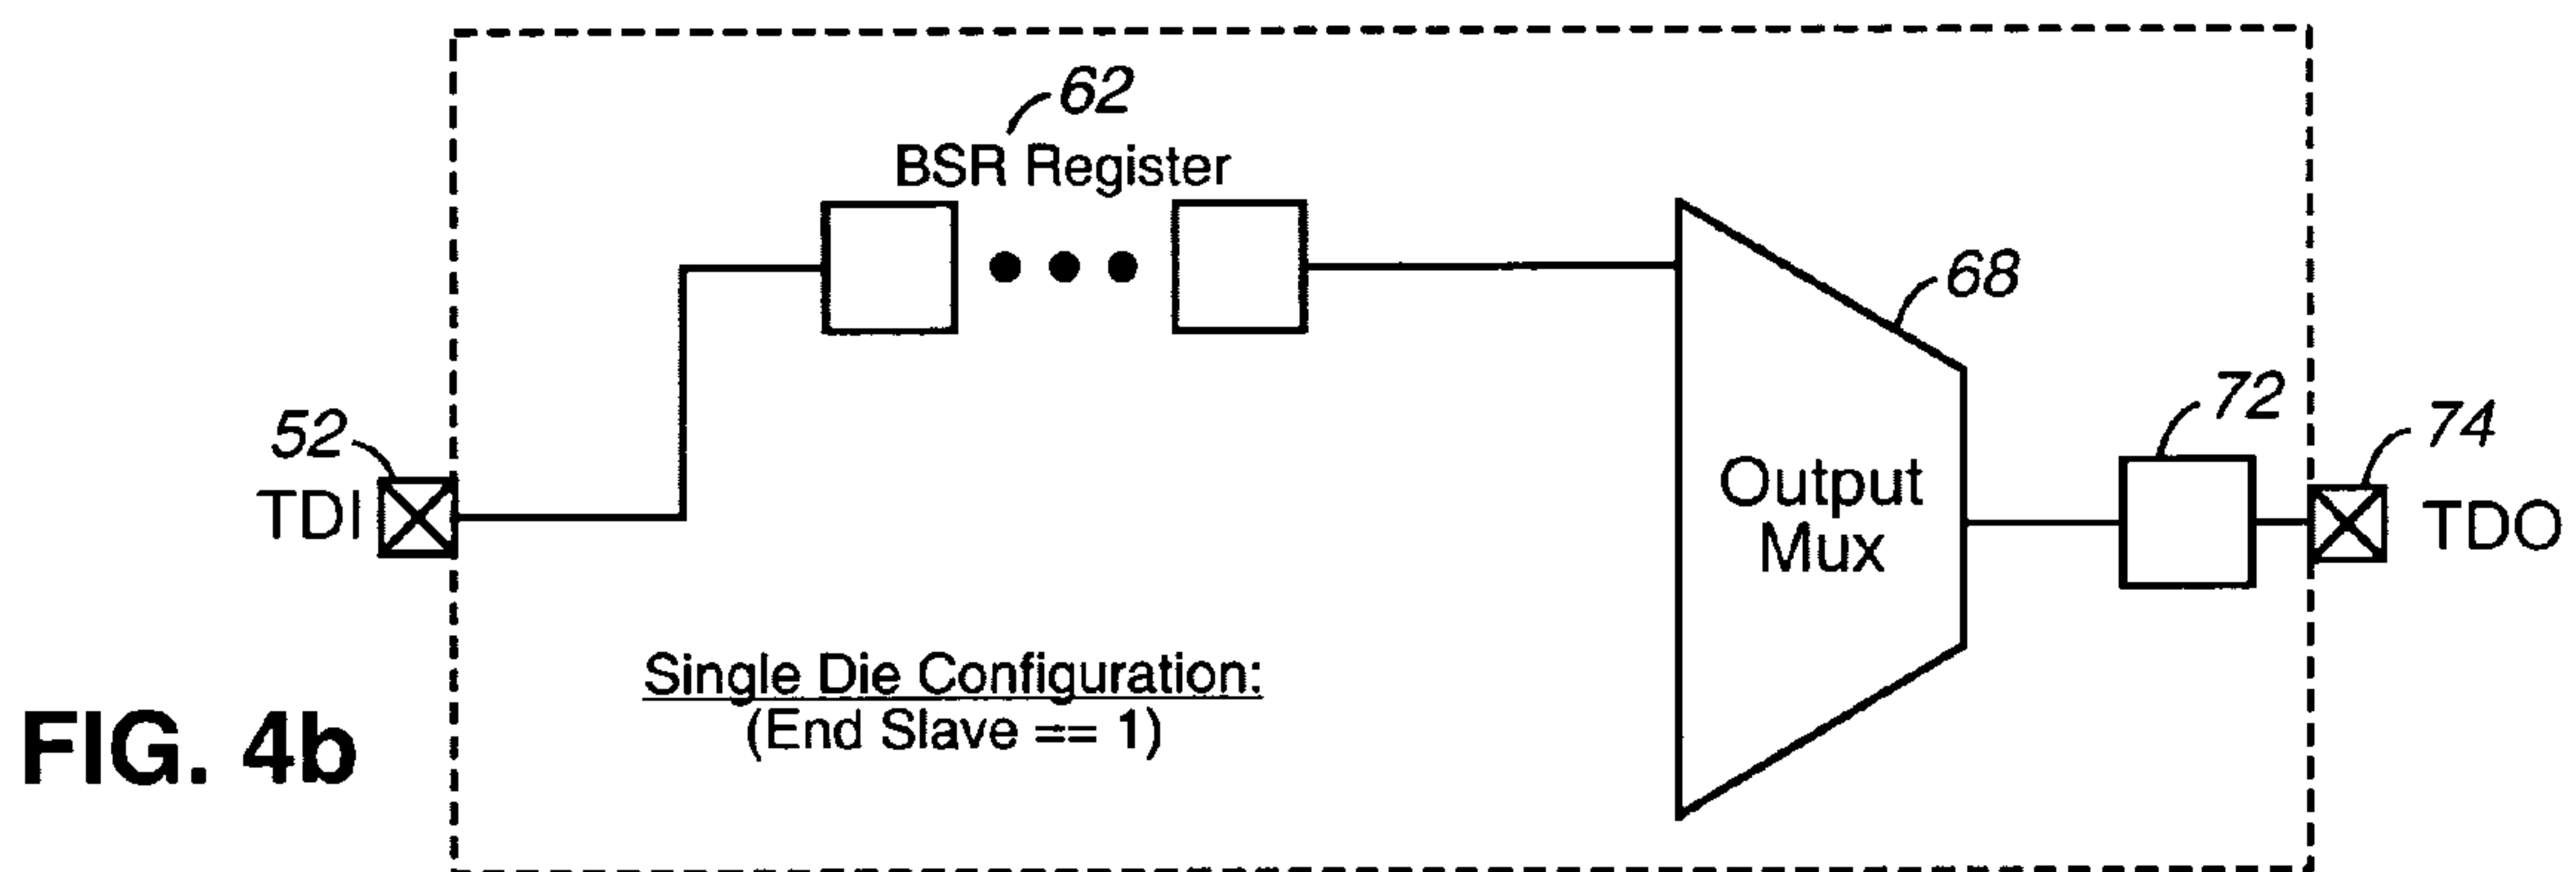 62
BSR Register
68
72
74
52
TDI
Output
Mux
TDO
Single Die Configuration:
(End Slave == 1)
FIG. 4b